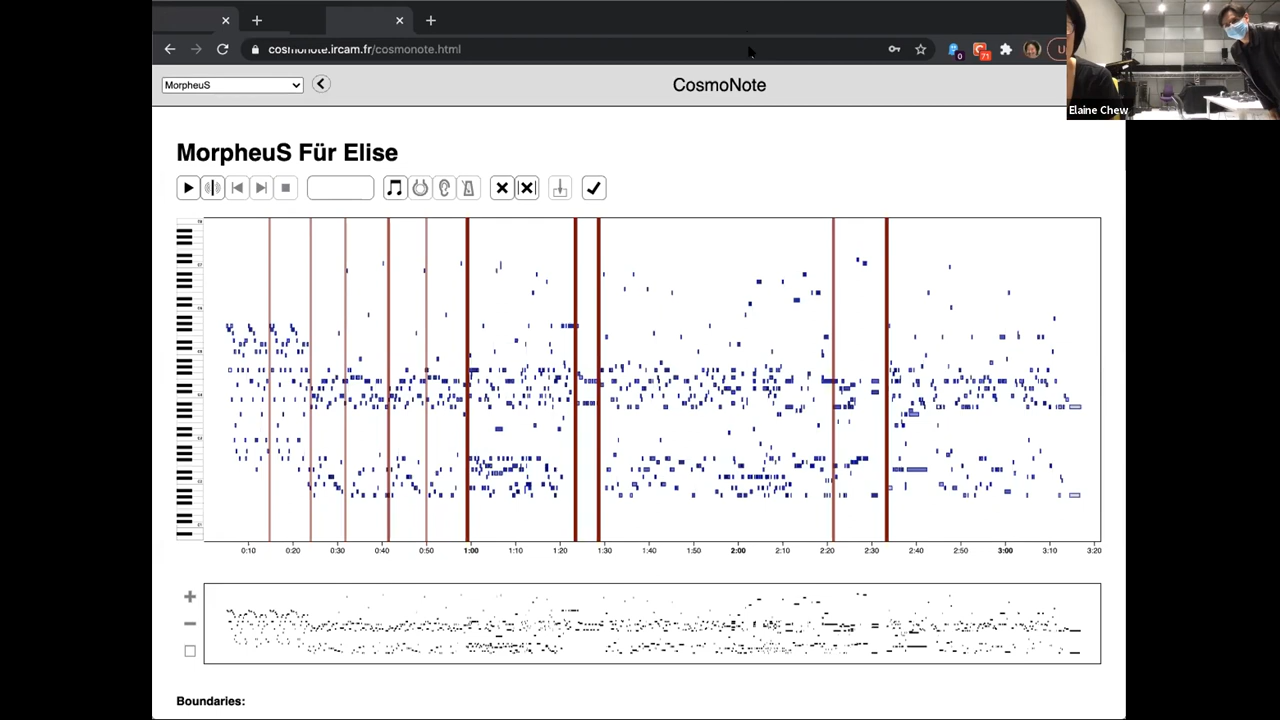 cosmonote.ircam.fr/cosmonote.html
0
71
U
Elaine Chew
MorpheuS
CosmoNote
MorpheuS Für Elise
0:10 0:20 0:30 0:40 0:50 1:00 1:10 1:20 1:30 1:40 1:50 2:00 2:10 2:20 2:30 2:40 2:50 3:00 3:10 3:20
Boundaries: